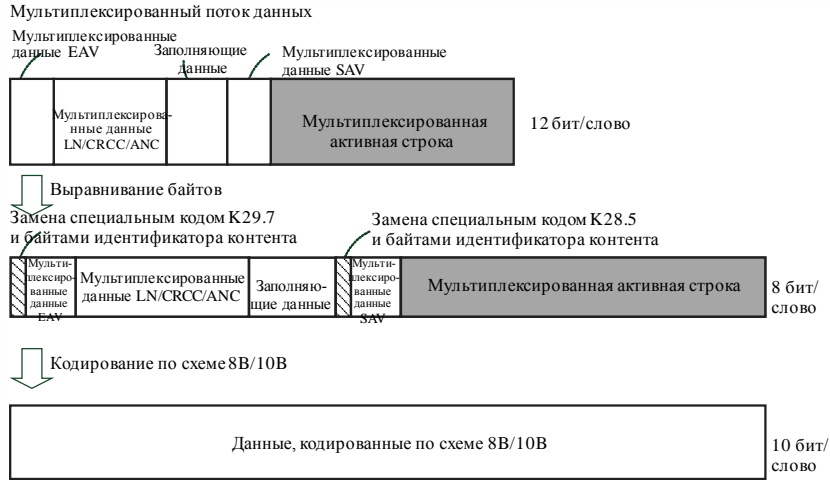 Мультиплексированный поток данных
Мультиплексированные
данные EAV
Заполняющие
данные
Мультиплексированные
данные SAV
Мультиплексирова-
нные данные
LN/CRCC/ANC
Мультиплексированная
активная строка
12 бит/слово
Выравнивание байтов
Замена специальным кодом K29.7
и байтами идентификатора контента
Замена специальным кодом K28.5
и байтами идентификатора контента
Мульти-
плексиро-
ванные
данные
EAV
Мультиплексированные
данные LN/CRCC/ANC
Заполняю-
щие данные
Мульти-
плексиро-
ванные
данные
SAV
Мультиплексированная активная строка
8 бит/
слово
Кодирование по схеме 8B/10B
Данные, кодированные по схеме 8B/10B
10 бит/
слово